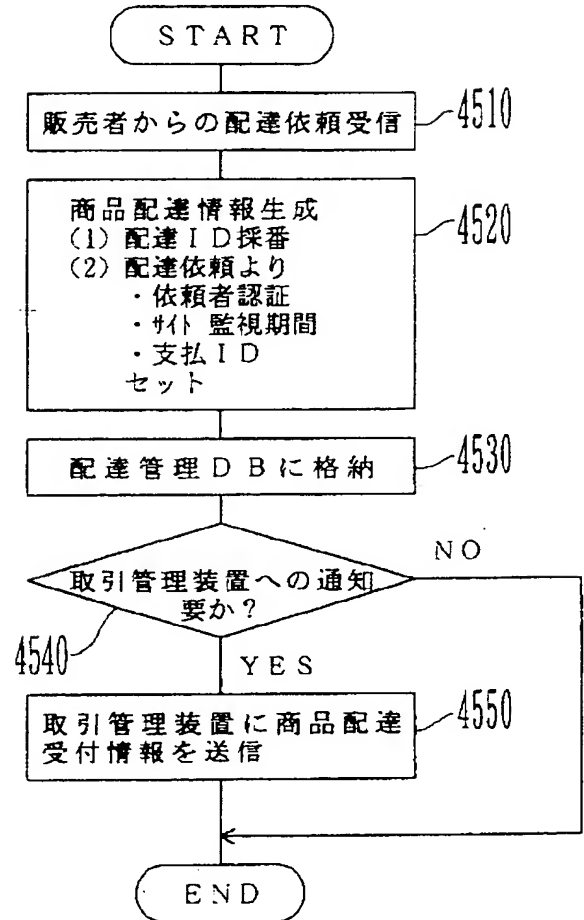 START
販売者からの配達依頼受信
4510
商品配達情報生成
(1) 配達ID採番
(2) 配達依頼より
・依頼者認証
・サイト 監視期間
・支払ID
セット
4520
配達管理DBに格納
4530
取引管理装置への通知
要か?
NO
4540
YES
取引管理装置に商品配達
受付情報を送信
4550
END